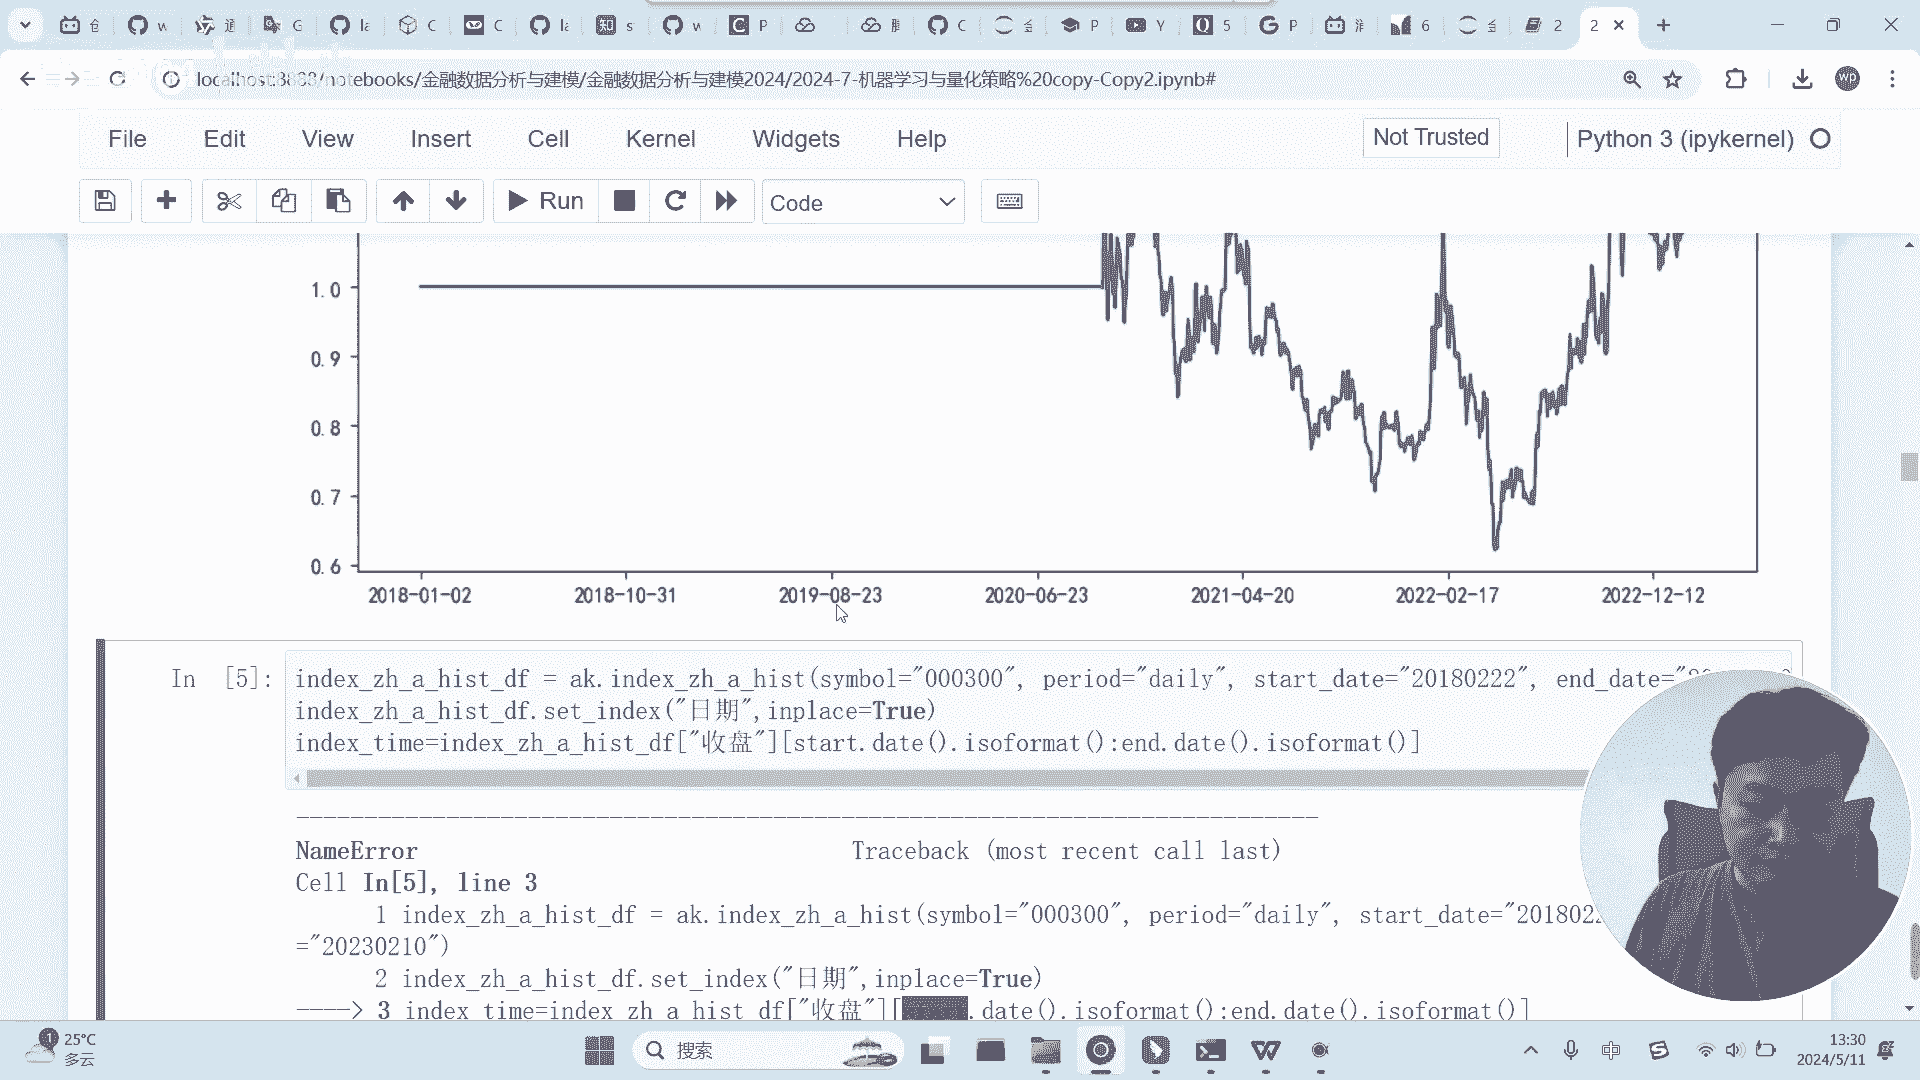 localhost:8888/notebooks/金融数据分析与建模/金融数据分析与建模2024/2024-7-机器学习与量化策略%20copy-Copy2.ipynb#
File Edit View Insert Cell Kernel Widgets Help
Not Trusted
Python 3 (ipykernel)
Run
Code
1.0
0.9
0.8
0.7
0.6
2018-01-02 2018-10-31 2019-08-23 2020-06-23 2021-04-20 2022-02-17 2022-12-12
In [5]:
index_zh_a_hist_df = ak.index_zh_a_hist(symbol="000300", period="daily", start_date="20180222", end_date="
index_zh_a_hist_df.set_index("日期",inplace=True)
index_time=index_zh_a_hist_df["收盘"][start.date().isoformat():end.date().isoformat()]
NameError Traceback (most recent call last)
Cell In[5], line 3
1 index_zh_a_hist_df = ak.index_zh_a_hist(symbol="000300", period="daily", start_date="201802
="20230210")
2 index_zh_a_hist_df.set_index("日期",inplace=True)
----> 3 index_time=index_zh_a_hist_df["收盘"][ .date().isoformat():end.date().isoformat()]
25°C
多云
搜索
中
13:30
2024/5/11